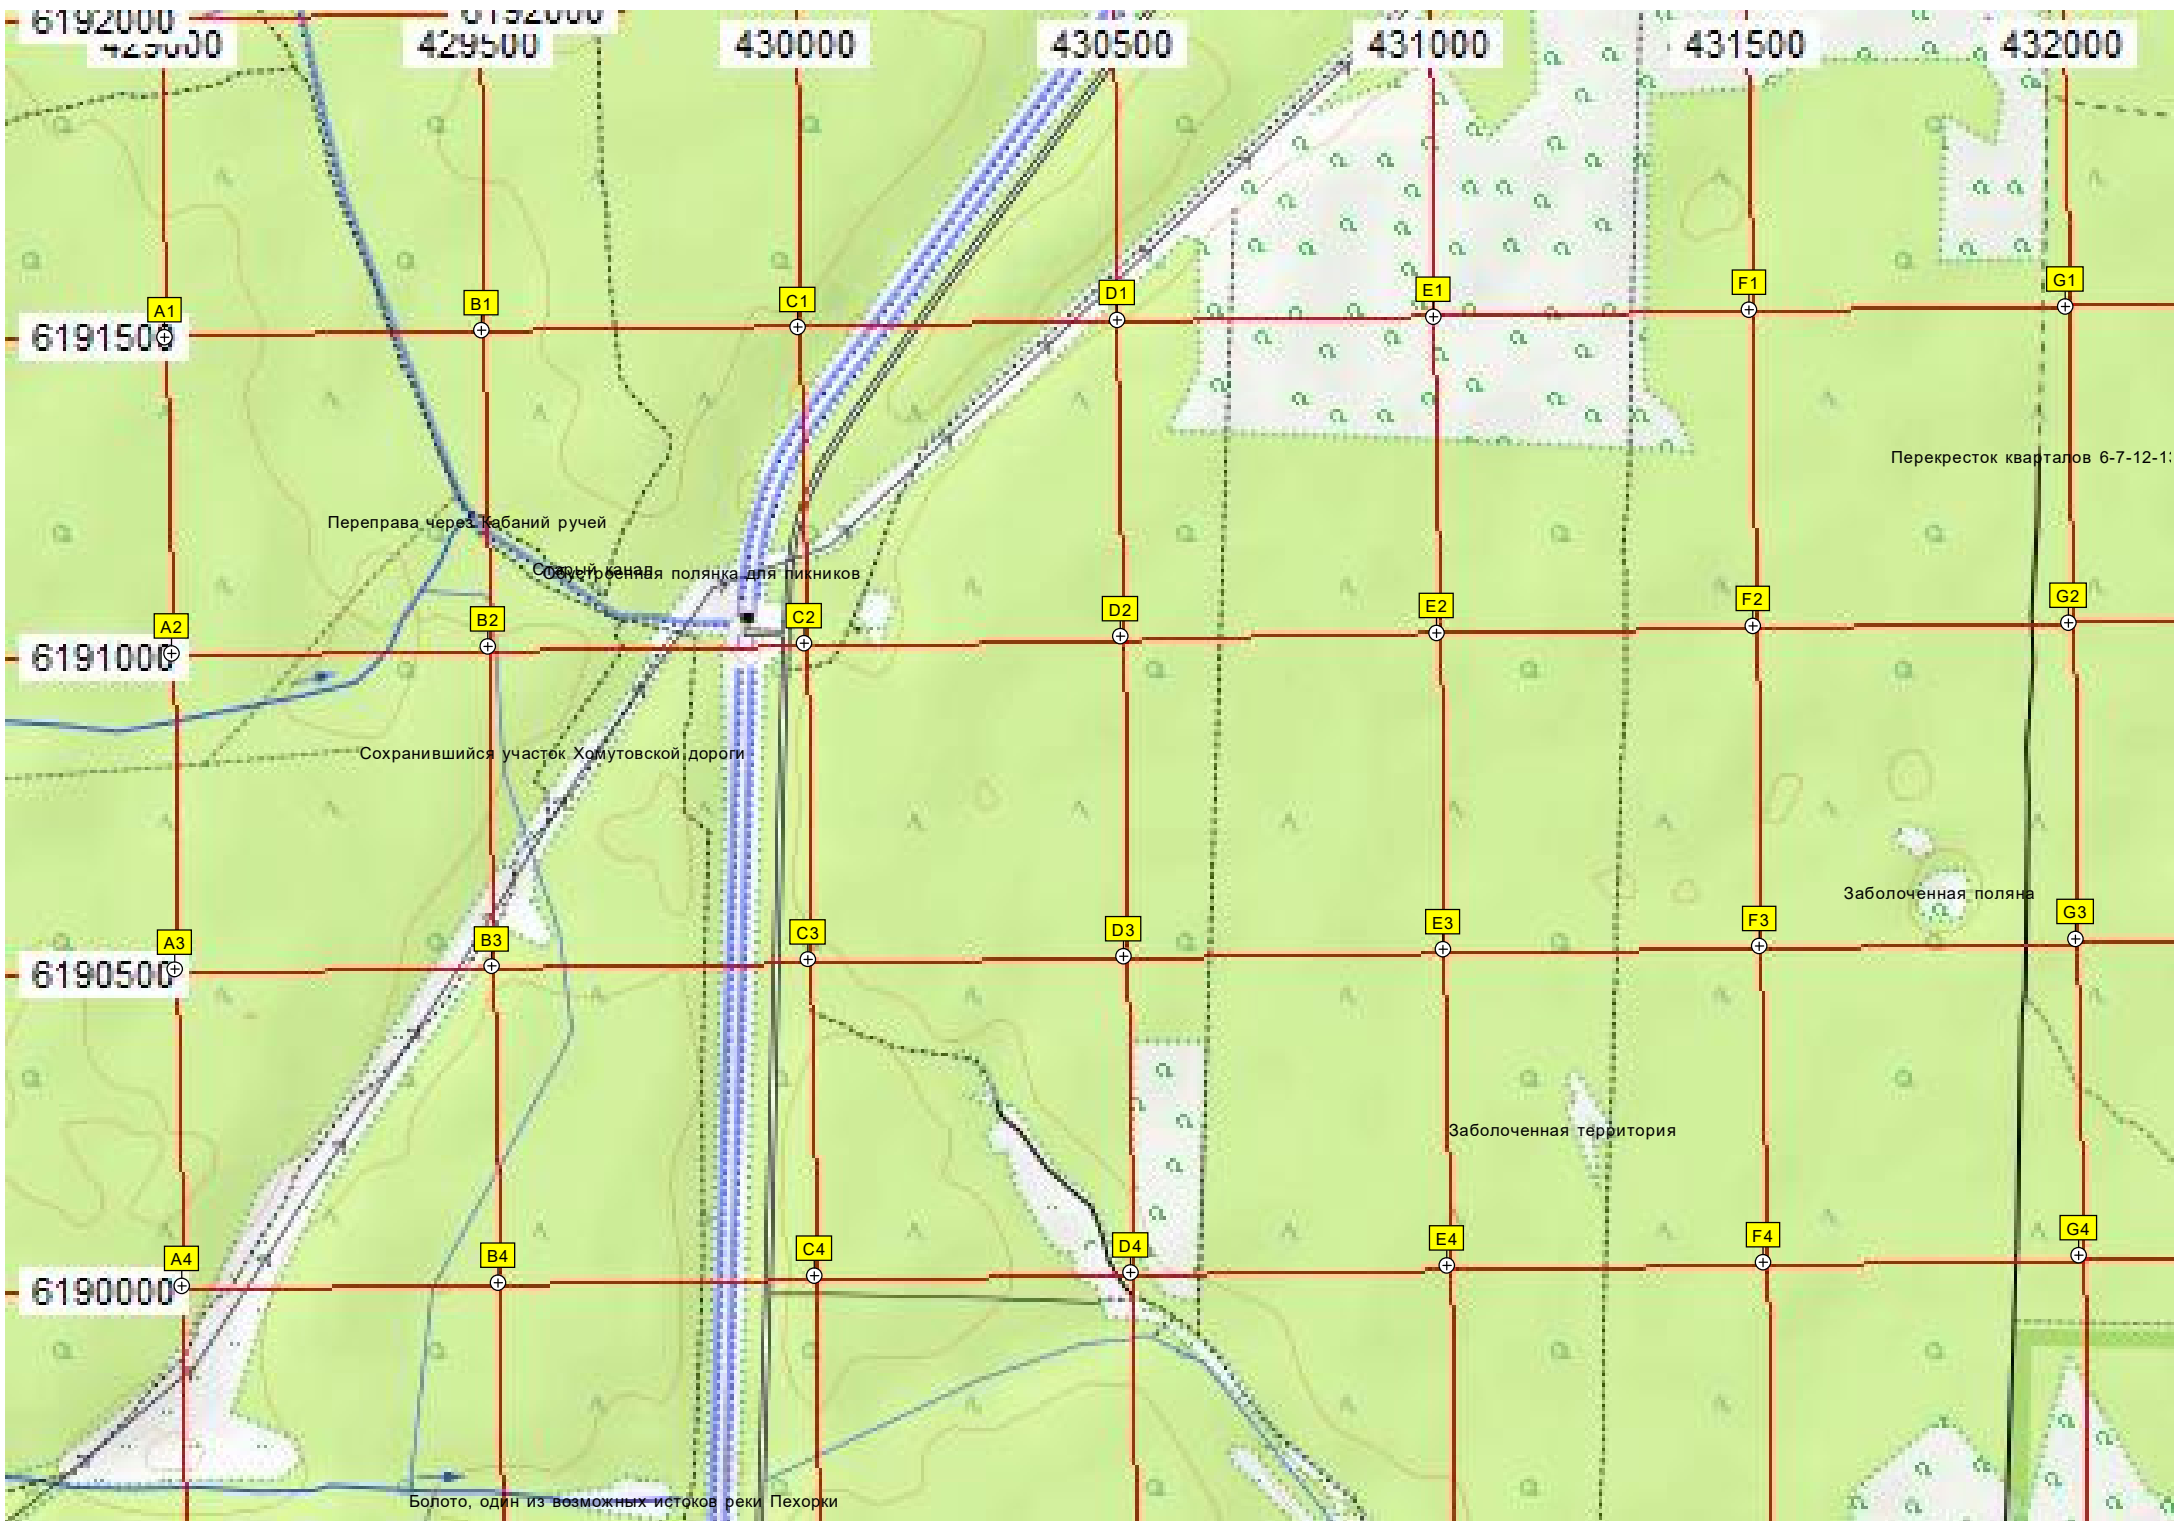 6192000
6192000
429000
429500
430000
430500
431000
431500
432000
A1
B1
C1
D1
E1
F1
G1
6191500
Перекресток кварталов 6-7-12-1
Переправа через Кабаний ручей
Старый канал
Обустроенная полянка для пикников
A2
B2
C2
D2
E2
F2
G2
6191000
Сохранившийся участок Хомутовской дороги
Заболоченная поляна
A3
B3
C3
D3
E3
F3
G3
6190500
Заболоченная территория
A4
B4
C4
D4
E4
F4
G4
6190000
Болото, один из возможных истоков реки Пехорки